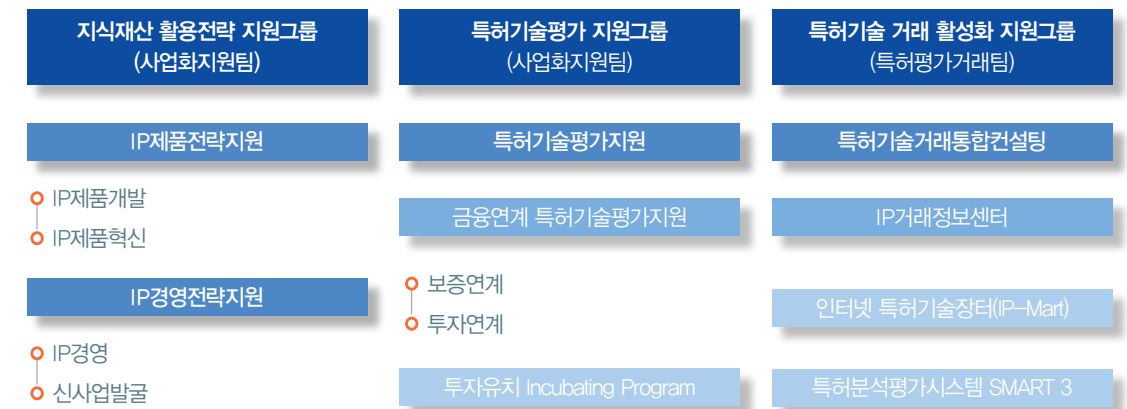 지식재산 활용전략 지원그룹
(사업화지원팀)
IP제품전략지원
IP제품개발
IP제품혁신
IP경영전략지원
IP경영
신사업발굴
특허기술평가 지원그룹
(사업화지원팀)
특허기술평가지원
금융연계 특허기술평가지원
보증연계
투자연계
투자유치 Incubating Program
특허기술 거래 활성화 지원그룹
(특허평가거래팀)
특허기술거래통합컨설팅
IP거래정보센터
인터넷 특허기술장터(IP-Mart)
특허분석평가시스템 SMART 3